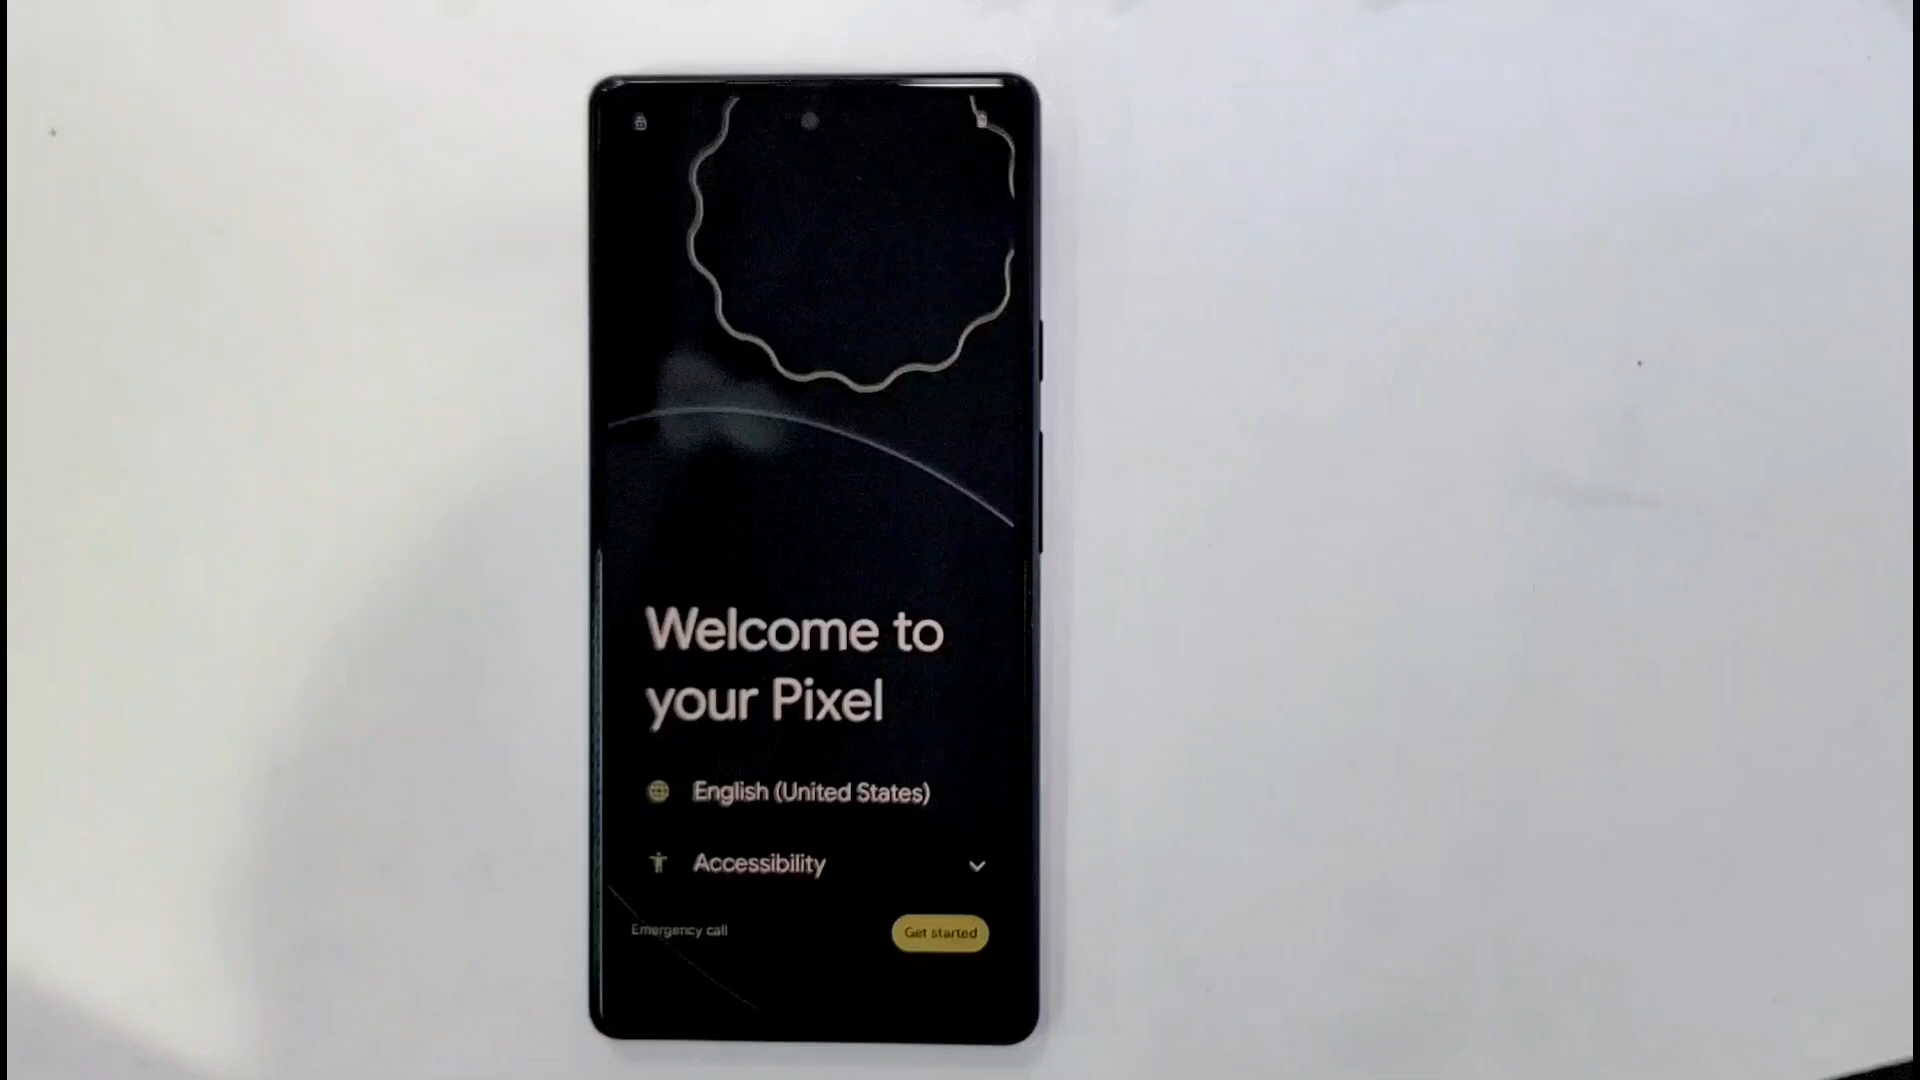 Welcome to
your Pixel
English (United States)
Accessibility
Emergency call
Get started